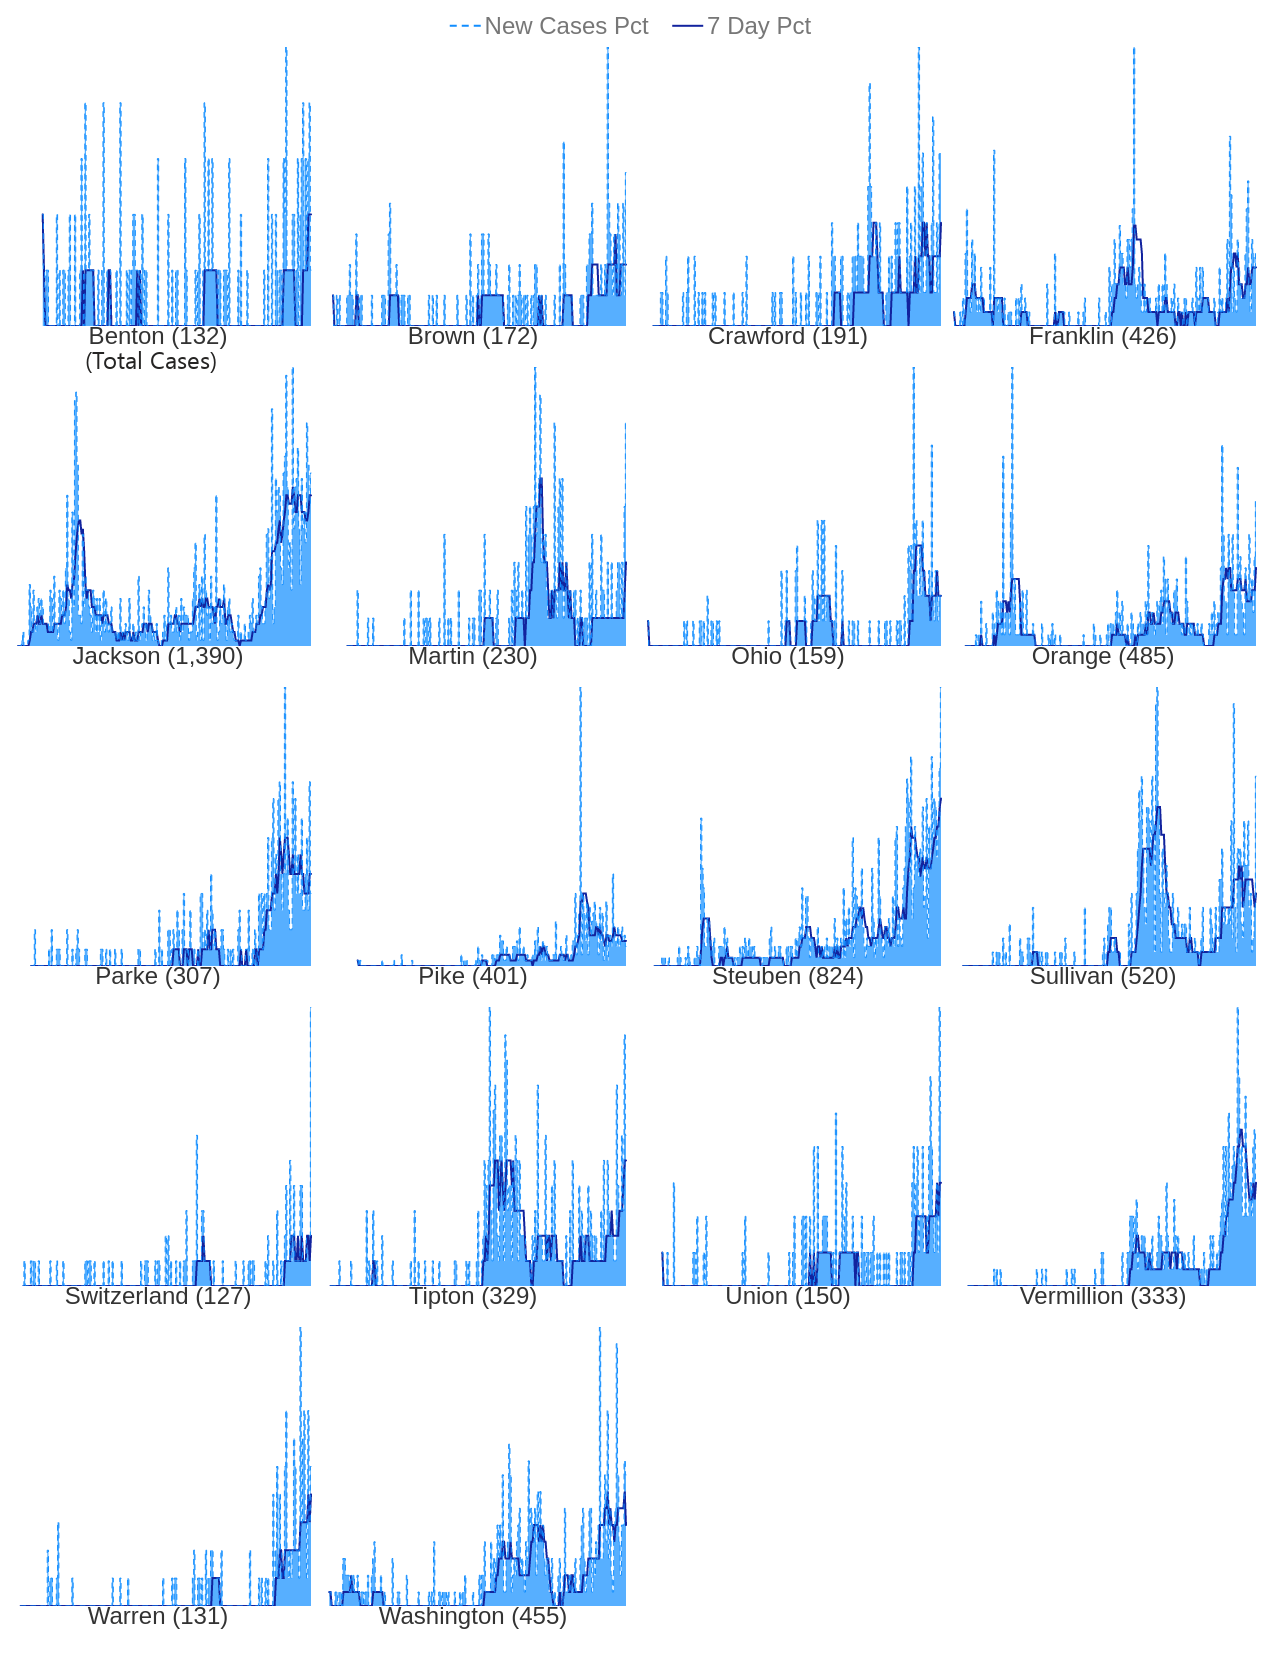 New Cases Pct 7 Day Pct
Benton (132) Brown (172) Crawford (191) Franklin (426)
(Total Cases)
Jackson (1,390) Martin (230) Ohio (159) Orange (485)
Parke (307) Pike (401) Steuben (824) Sullivan (520)
Switzerland (127) Tipton (329) Union (150) Vermillion (333)
Warren (131) Washington (455)